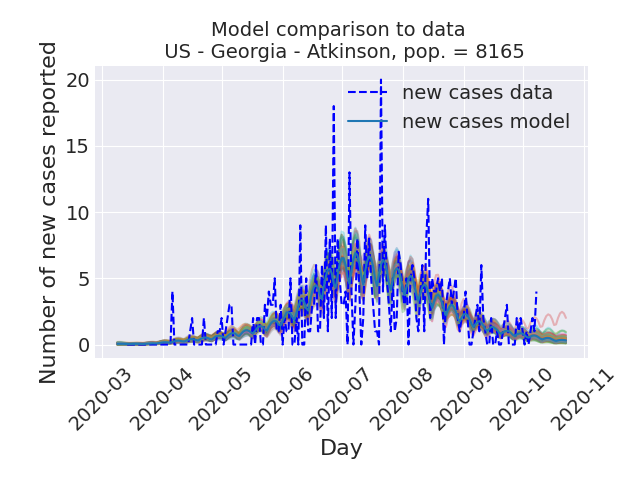 Model comparison to data
US - Georgia - Atkinson, pop. = 8165
Number of new cases reported
20
15
10
5
0
new cases data
new cases model
2020-03
2020-04
2020-05
2020-06
2020-07
2020-08
2020-09
2020-10
2020-11
Day